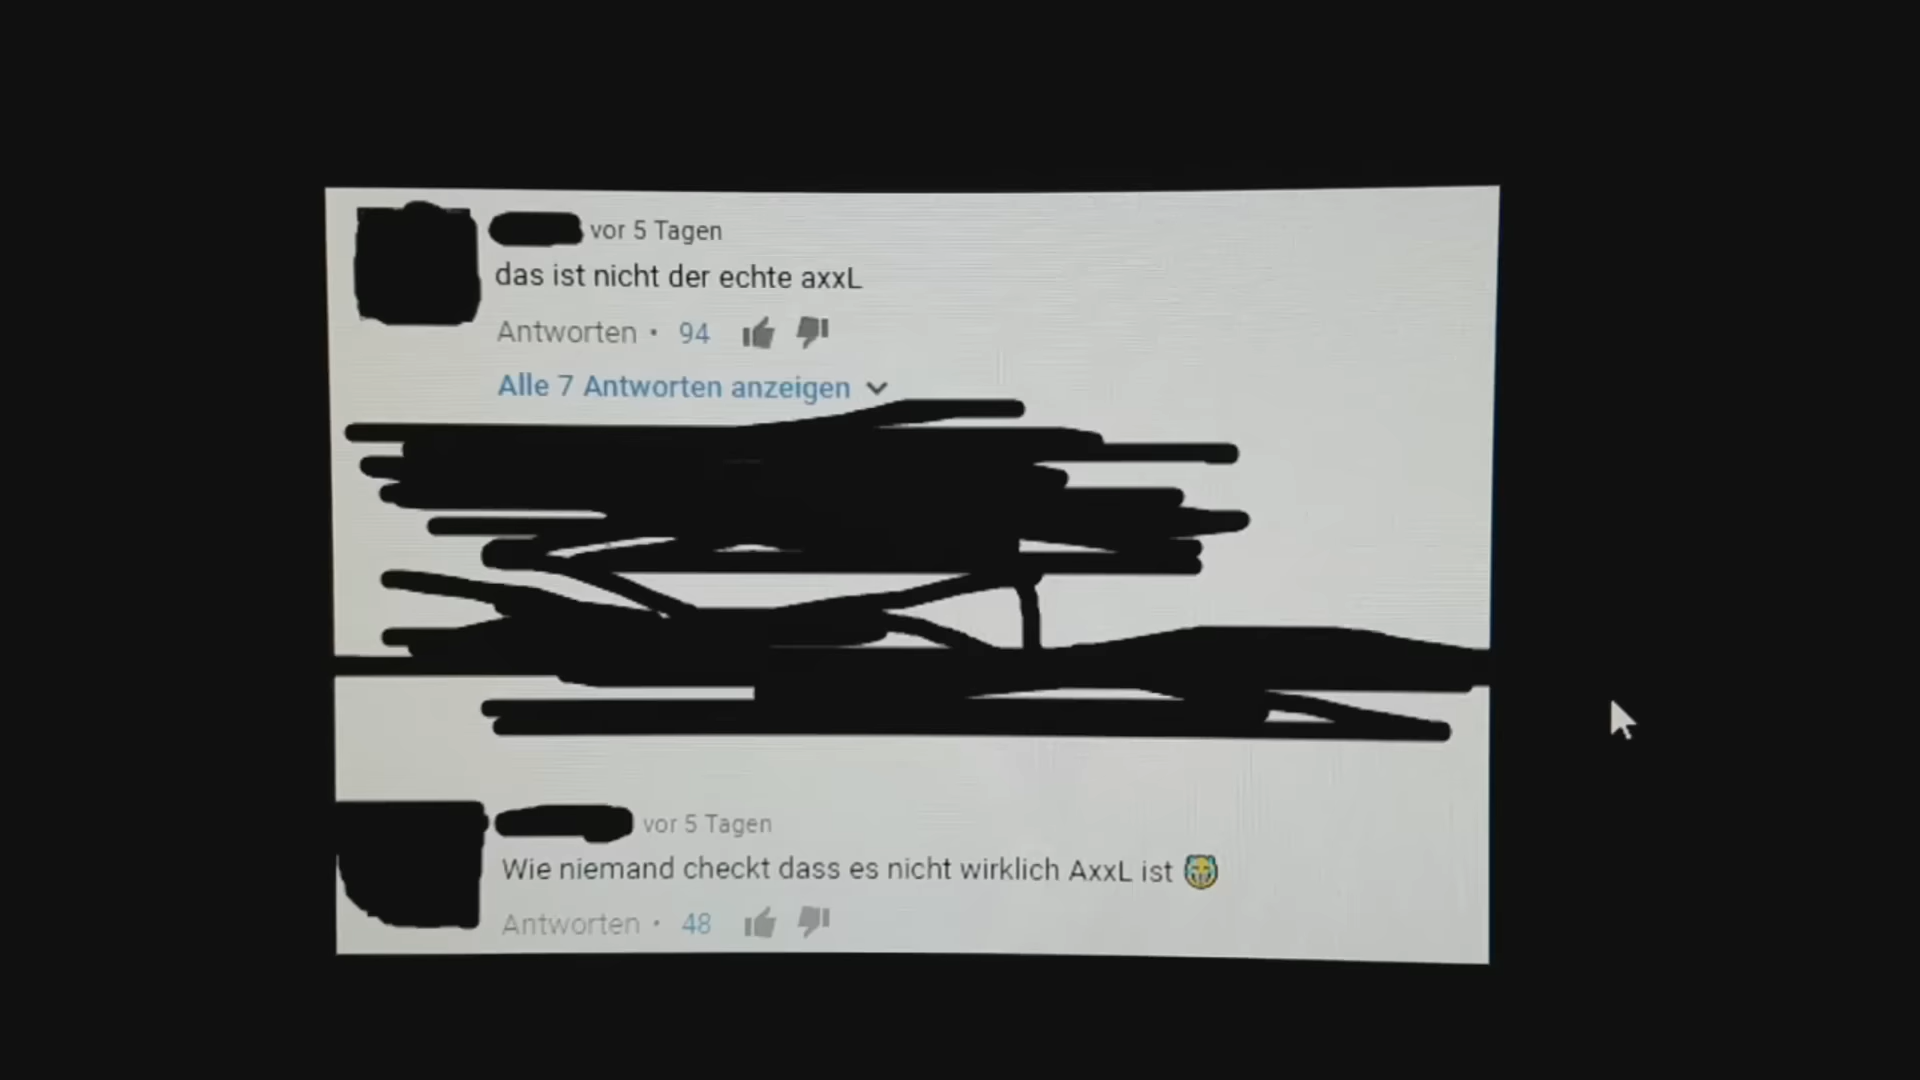 vor 5 Tagen
das ist nicht der echte axxL
Antworten • 94
Alle 7 Antworten anzeigen
vor 5 Tagen
Wie niemand checkt dass es nicht wirklich AxxL ist 😹
Antworten • 48